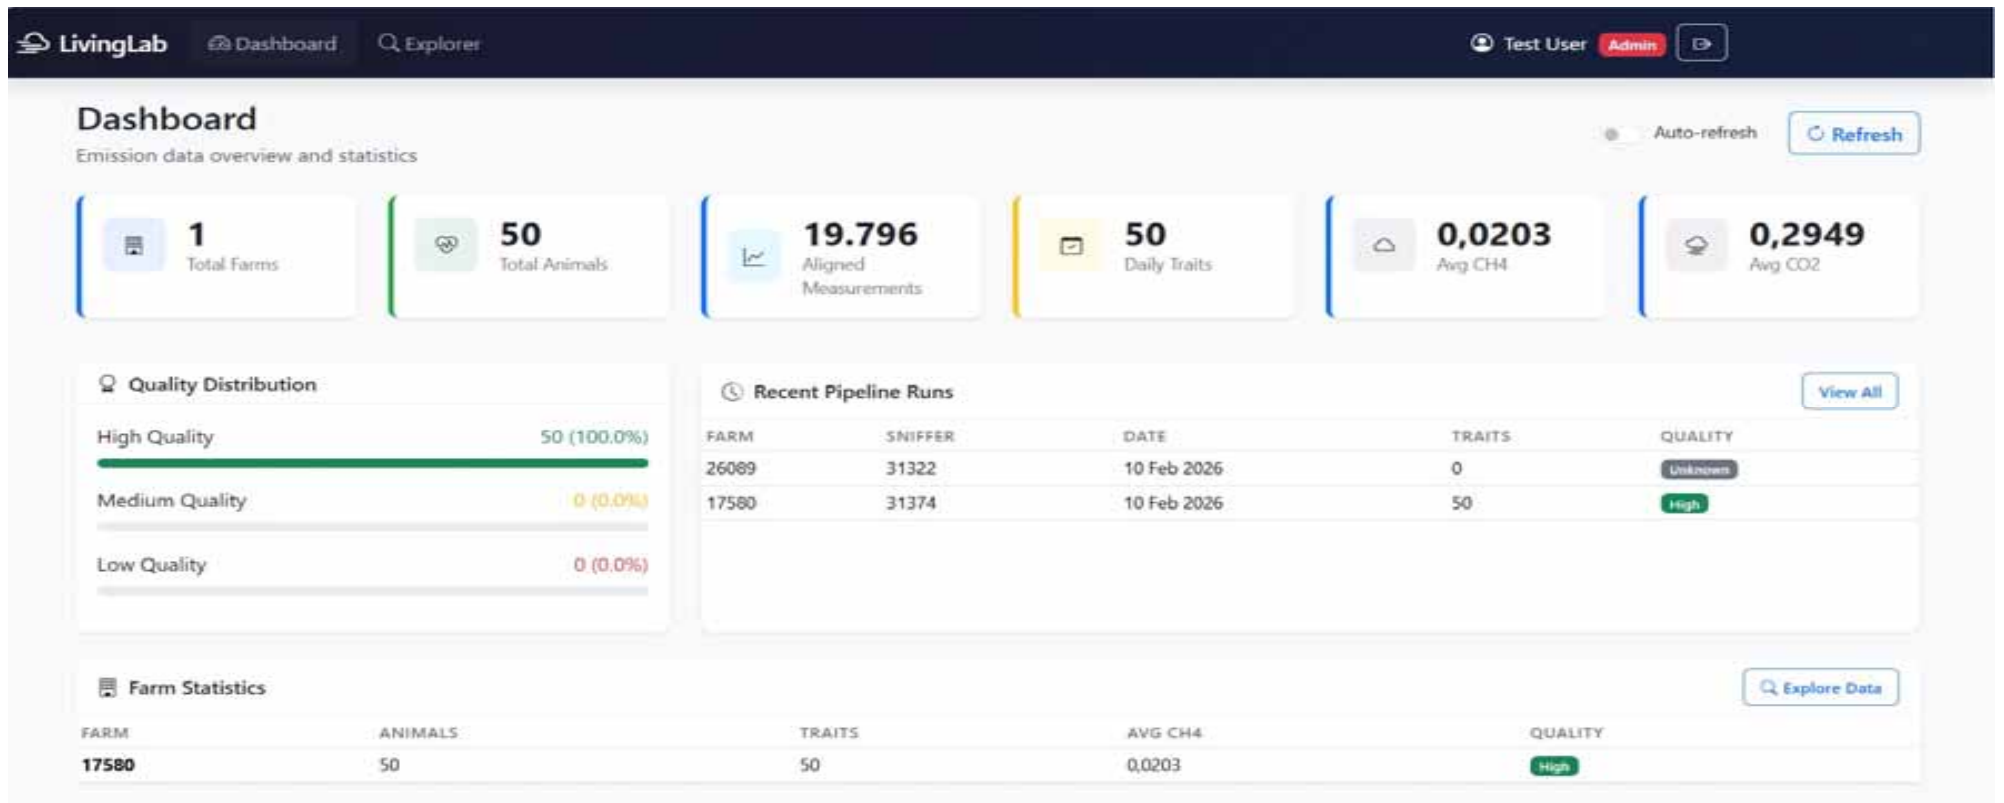 LivingLab Dashboard Explorer Test User Admin
Dashboard
Emission data overview and statistics
Auto-refresh Refresh
1
Total Farms
50
Total Animals
19.796
Aligned
Measurements
50
Daily Traits
0,0203
Avg CH4
0,2949
Avg CO2
Quality Distribution
High Quality 50 (100.0%)
Medium Quality 0 (0.0%)
Low Quality 0 (0.0%)
Recent Pipeline Runs View All
FARM SNIFFER DATE TRAITS QUALITY
26089 31322 10 Feb 2026 0 Unknown
17580 31374 10 Feb 2026 50 High
Farm Statistics Explore Data
FARM ANIMALS TRAITS AVG CH4 QUALITY
17580 50 50 0,0203 High